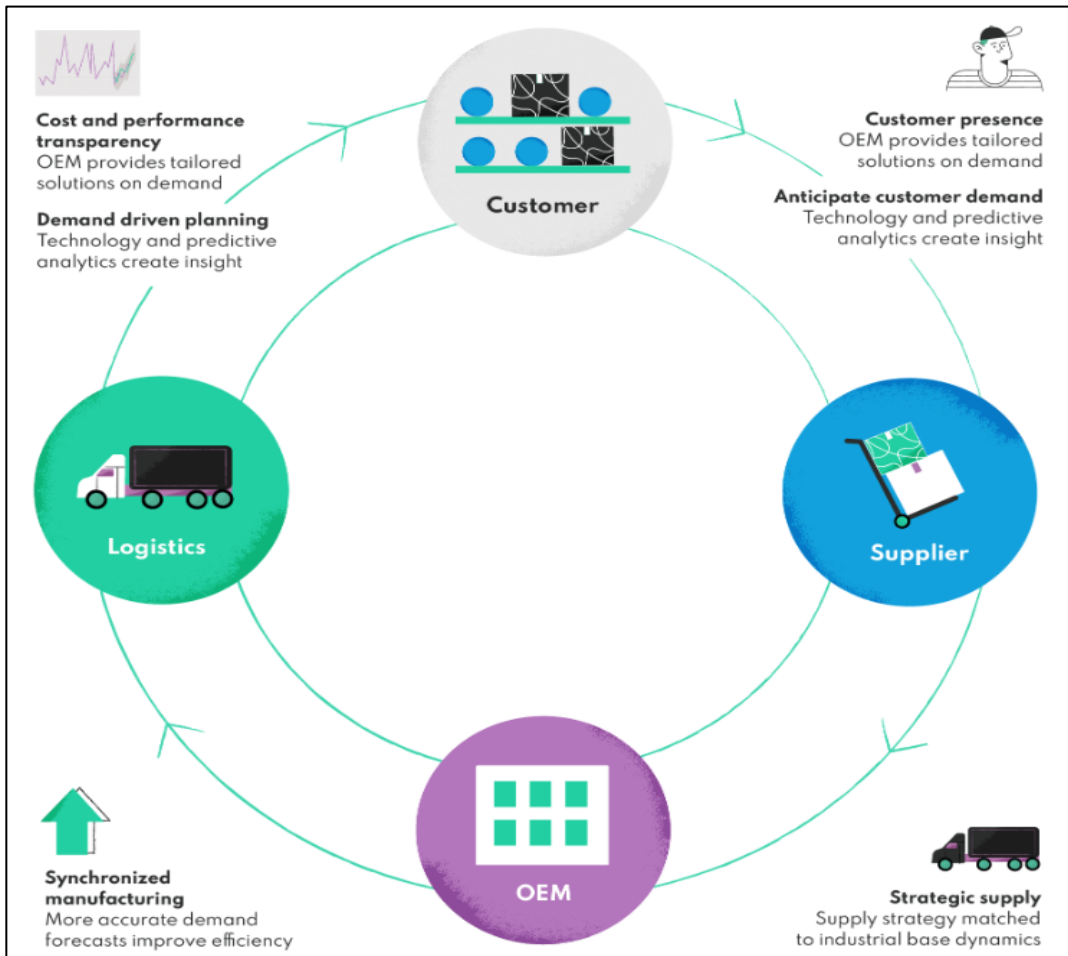 Cost and performance
transparency
OEM provides tailored
solutions on demand
Demand driven planning
Technology and predictive
analytics create insight
Customer
Customer presence
OEM provides tailored
solutions on demand
Anticipate customer demand
Technology and predictive
analytics create insight
Logistics
Supplier
Synchronized
manufacturing
More accurate demand
forecasts improve efficiency
OEM
Strategic supply
Supply strategy matched
to industrial base dynamics